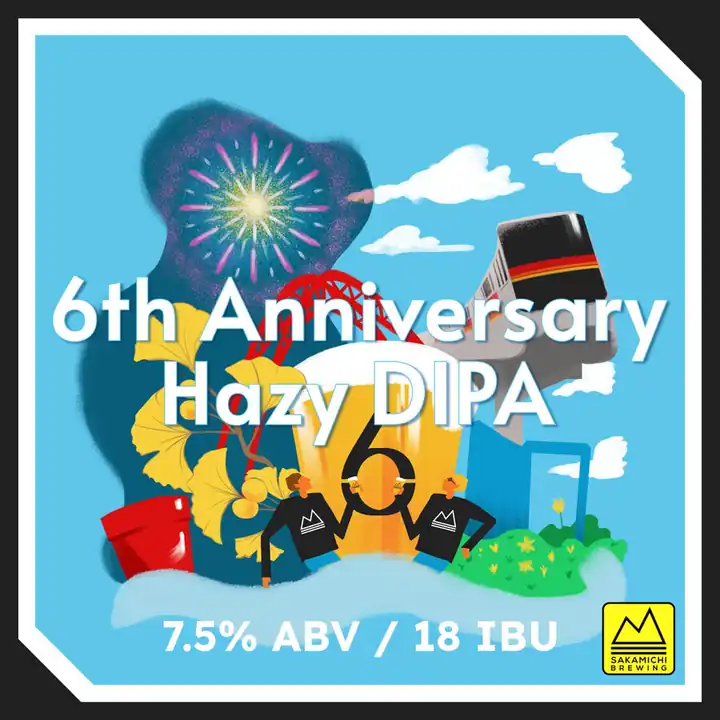 6th Anniversary
Hazy DIPA
6
7.5% ABV / 18 IBU
SAKAMICHI
BREWING